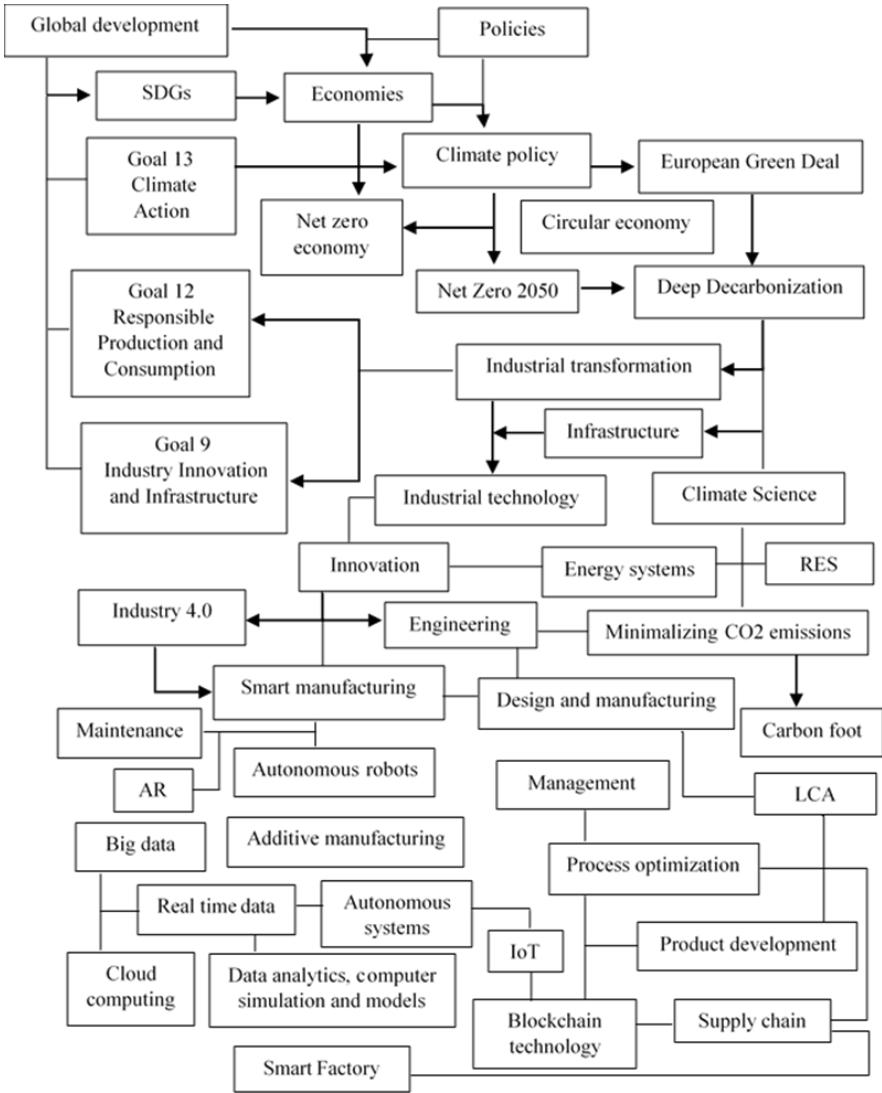 Global development
Policies
SDGs
Economies
Goal 13
Climate
Action
Climate policy
European Green Deal
Net zero
economy
Circular economy
Goal 12
Responsible
Production and
Consumption
Net Zero 2050
Deep Decarbonization
Industrial transformation
Infrastructure
Goal 9
Industry Innovation
and Infrastructure
Industrial technology
Climate Science
Innovation
Energy systems
RES
Industry 4.0
Engineering
Minimalizing CO2 emissions
Smart manufacturing
Design and manufacturing
Maintenance
Carbon foot
Autonomous robots
AR
Management
LCA
Big data
Additive manufacturing
Process optimization
Real time data
Autonomous
systems
IoT
Product development
Cloud
computing
Data analytics, computer
simulation and models
Blockchain
technology
Supply chain
Smart Factory